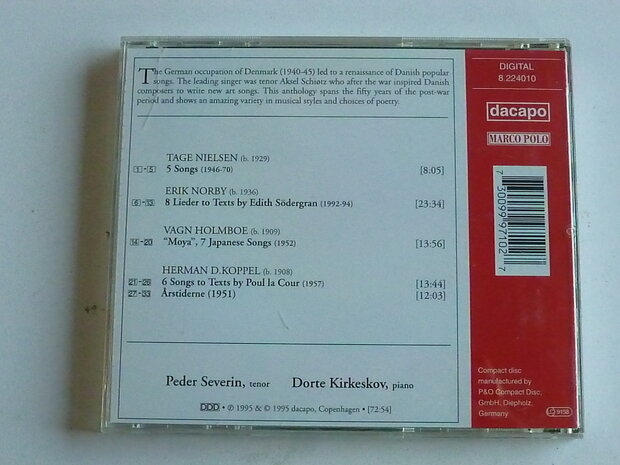 The German occupation of Denmark (1940-45) led to a renaissance of Danish popular
songs. The leading singer was tenor Aksel Schiøtz who after the war inspired Danish
composers to write new art songs. This anthology spans the fifty years of the post-war
period and shows an amazing variety in musical styles and choices of poetry.
TAGE NIELSEN (b. 1929)
1-5 5 Songs (1946-70) [8:05]
ERIK NORBY (b. 1936)
6-13 8 Lieder to Texts by Edith Södergran (1992-94) [23:34]
VAGN HOLMBOE (b. 1909)
14-20 "Moya", 7 Japanese Songs (1952) [13:56]
HERMAN D.KOPPEL (b. 1908)
21-26 6 Songs to Texts by Poul la Cour (1957) [13:44]
27-33 Årstiderne (1951) [12:03]
Peder Severin, tenor Dorte Kirkeskov, piano
DDD • ℗ 1995 & © 1995 dacapo, Copenhagen • [72:54]
DIGITAL
8.224010
dacapo
MARCO POLO
7 30099 97102 7
Compact disc
manufactured by
P&O Compact Disc,
GmbH, Diepholz,
Germany
LC 9158